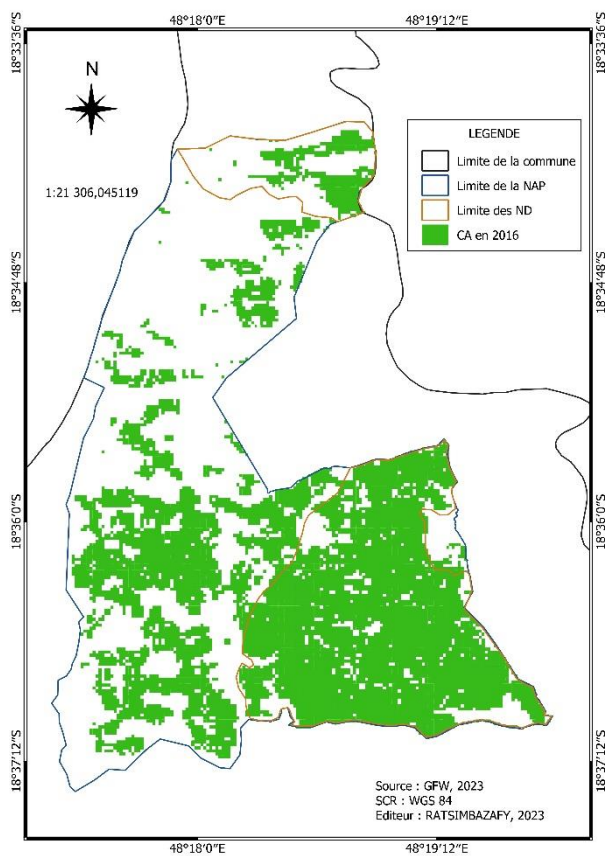 48°18'0"E 48°19'12"E
18°33'36"S 18°33'36"S
N
1:21 306,045119
LEGENDE
Limite de la commune
Limite de la NAP
Limite des ND
CA en 2016
18°34'48"S 18°34'48"S
18°36'0"S 18°36'0"S
18°37'12"S 18°37'12"S
Source : GFW, 2023
SCR : WGS 84
Editeur : RATSIMBAZAFY, 2023
48°18'0"E 48°19'12"E